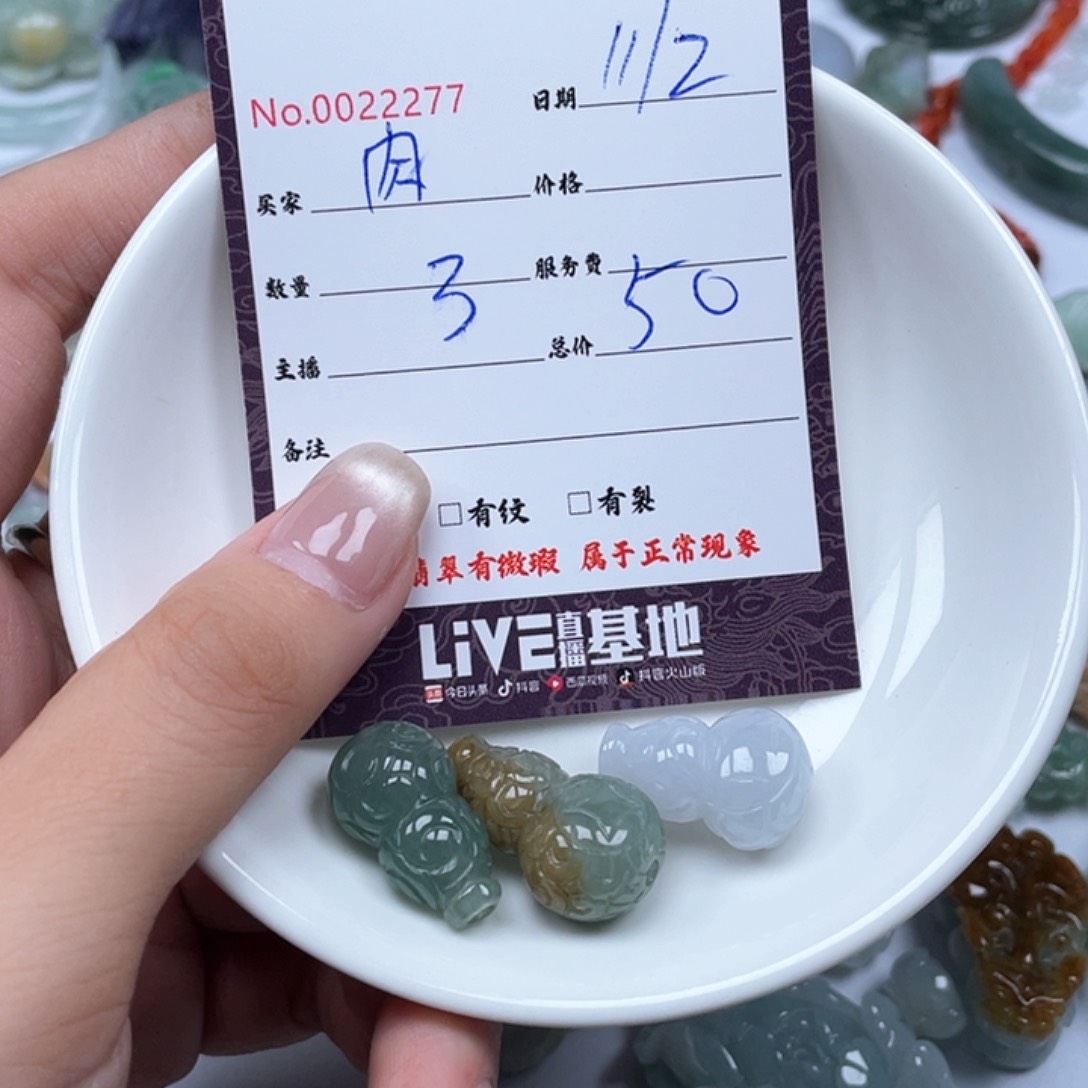 No.0022277 日期 11/2
买家 肉 价格
数量 3 服务费 50
主播 总价
备注
□有纹 □有裂
翡翠有微瑕 属于正常现象
LiVE直播基地
今日头条 抖音 西瓜视频 抖音火山版